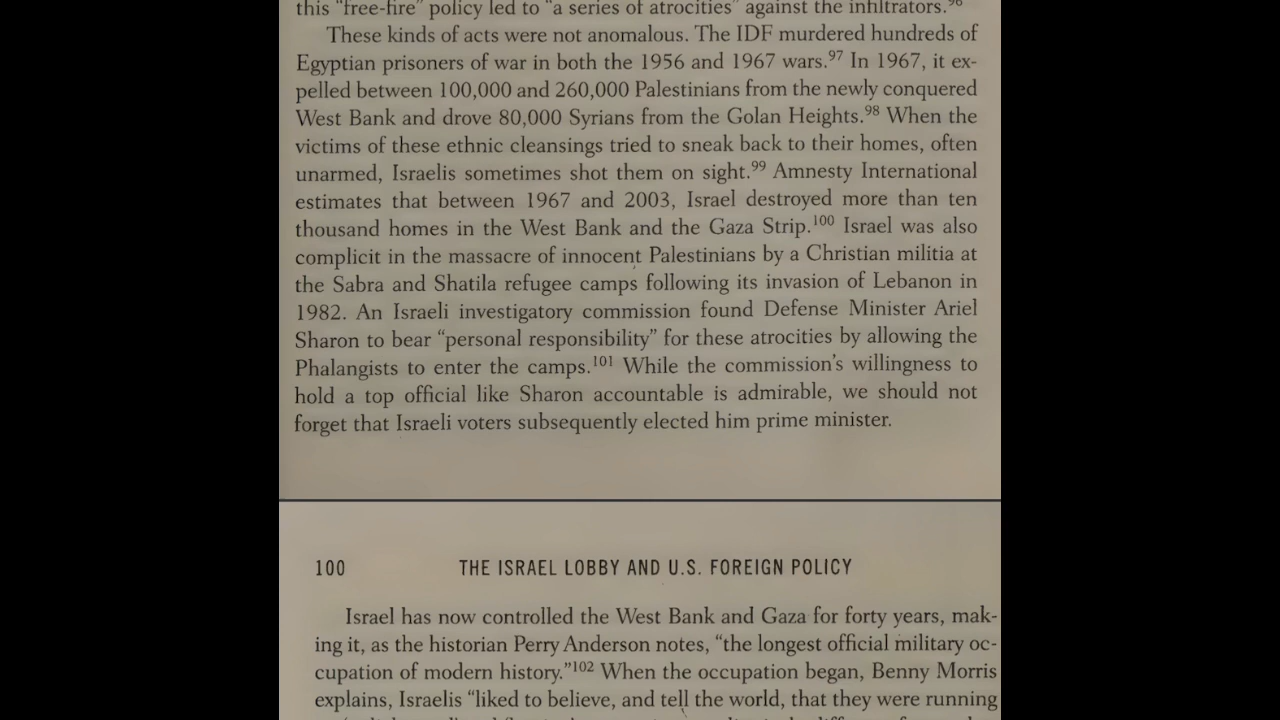 this “free-fire” policy led to “a series of atrocities” against the infiltrators.96
These kinds of acts were not anomalous. The IDF murdered hundreds of
Egyptian prisoners of war in both the 1956 and 1967 wars.97 In 1967, it ex-
pelled between 100,000 and 260,000 Palestinians from the newly conquered
West Bank and drove 80,000 Syrians from the Golan Heights.98 When the
victims of these ethnic cleansings tried to sneak back to their homes, often
unarmed, Israelis sometimes shot them on sight.99 Amnesty International
estimates that between 1967 and 2003, Israel destroyed more than ten
thousand homes in the West Bank and the Gaza Strip.100 Israel was also
complicit in the massacre of innocent Palestinians by a Christian militia at
the Sabra and Shatila refugee camps following its invasion of Lebanon in
1982. An Israeli investigatory commission found Defense Minister Ariel
Sharon to bear “personal responsibility” for these atrocities by allowing the
Phalangists to enter the camps.101 While the commission’s willingness to
hold a top official like Sharon accountable is admirable, we should not
forget that Israeli voters subsequently elected him prime minister.
100 THE ISRAEL LOBBY AND U.S. FOREIGN POLICY
Israel has now controlled the West Bank and Gaza for forty years, mak-
ing it, as the historian Perry Anderson notes, “the longest official military oc-
cupation of modern history.”102 When the occupation began, Benny Morris
explains, Israelis “liked to believe, and tell the world, that they were running